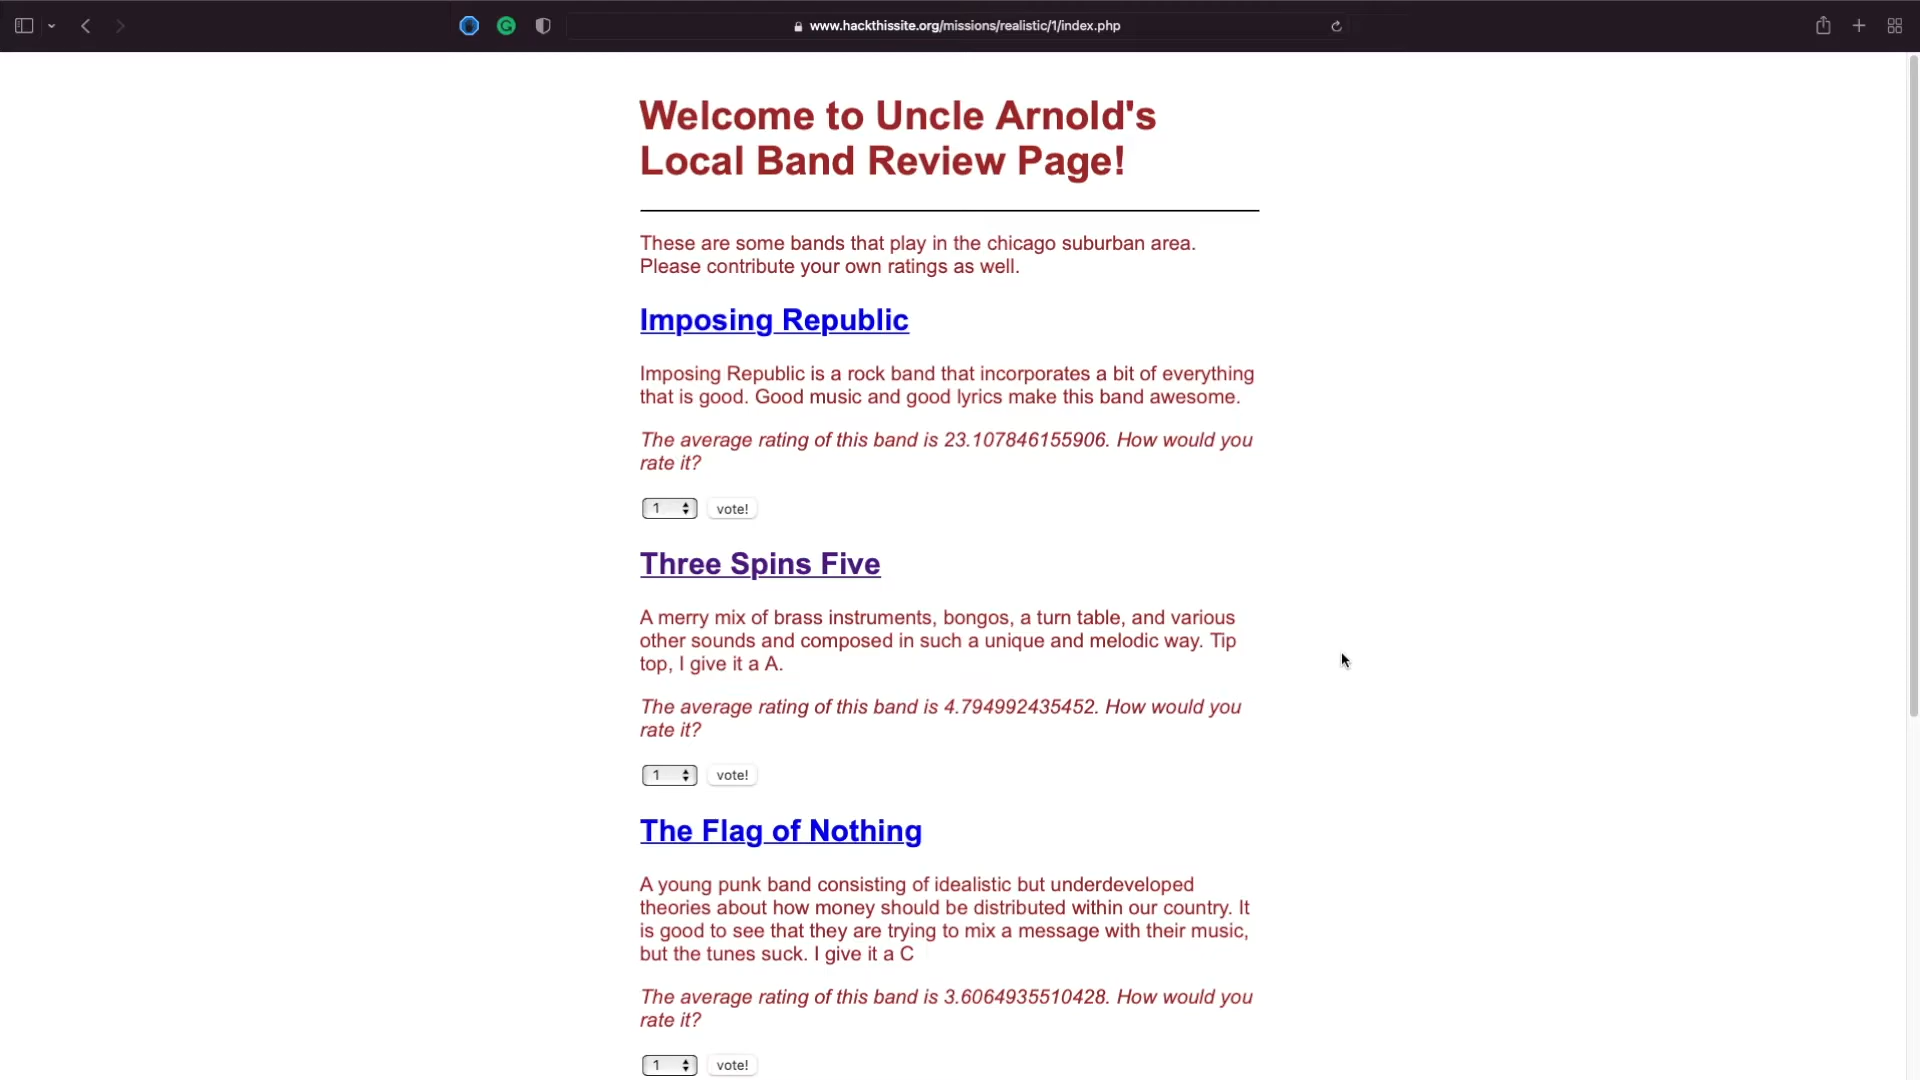 www.hackthissite.org/missions/realistic/1/index.php
Welcome to Uncle Arnold's
Local Band Review Page!
These are some bands that play in the chicago suburban area.
Please contribute your own ratings as well.
Imposing Republic
Imposing Republic is a rock band that incorporates a bit of everything
that is good. Good music and good lyrics make this band awesome.
The average rating of this band is 23.107846155906. How would you
rate it?
1 vote!
Three Spins Five
A merry mix of brass instruments, bongos, a turn table, and various
other sounds and composed in such a unique and melodic way. Tip
top, I give it a A.
The average rating of this band is 4.794992435452. How would you
rate it?
1 vote!
The Flag of Nothing
A young punk band consisting of idealistic but underdeveloped
theories about how money should be distributed within our country. It
is good to see that they are trying to mix a message with their music,
but the tunes suck. I give it a C
The average rating of this band is 3.6064935510428. How would you
rate it?
1 vote!